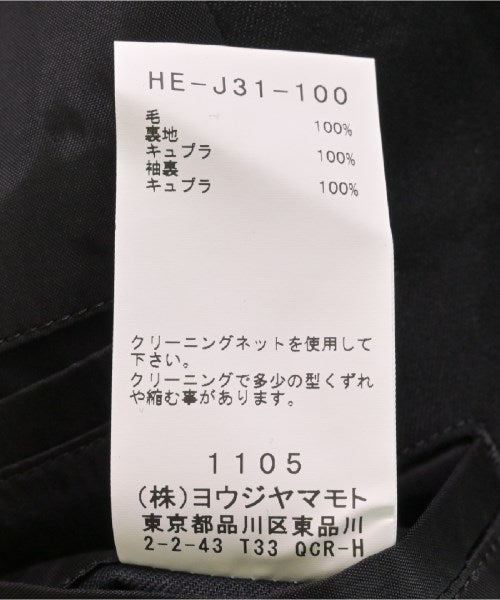 HE-J31-100
毛 100%
裏地
キュプラ 100%
袖裏
キュプラ 100%
クリーニングネットを使用して
下さい。
クリーニングで多少の型くずれ
や縮む事があります。
1105
(株)ヨウジヤマモト
東京都品川区東品川
2-2-43 T33 QCR-H